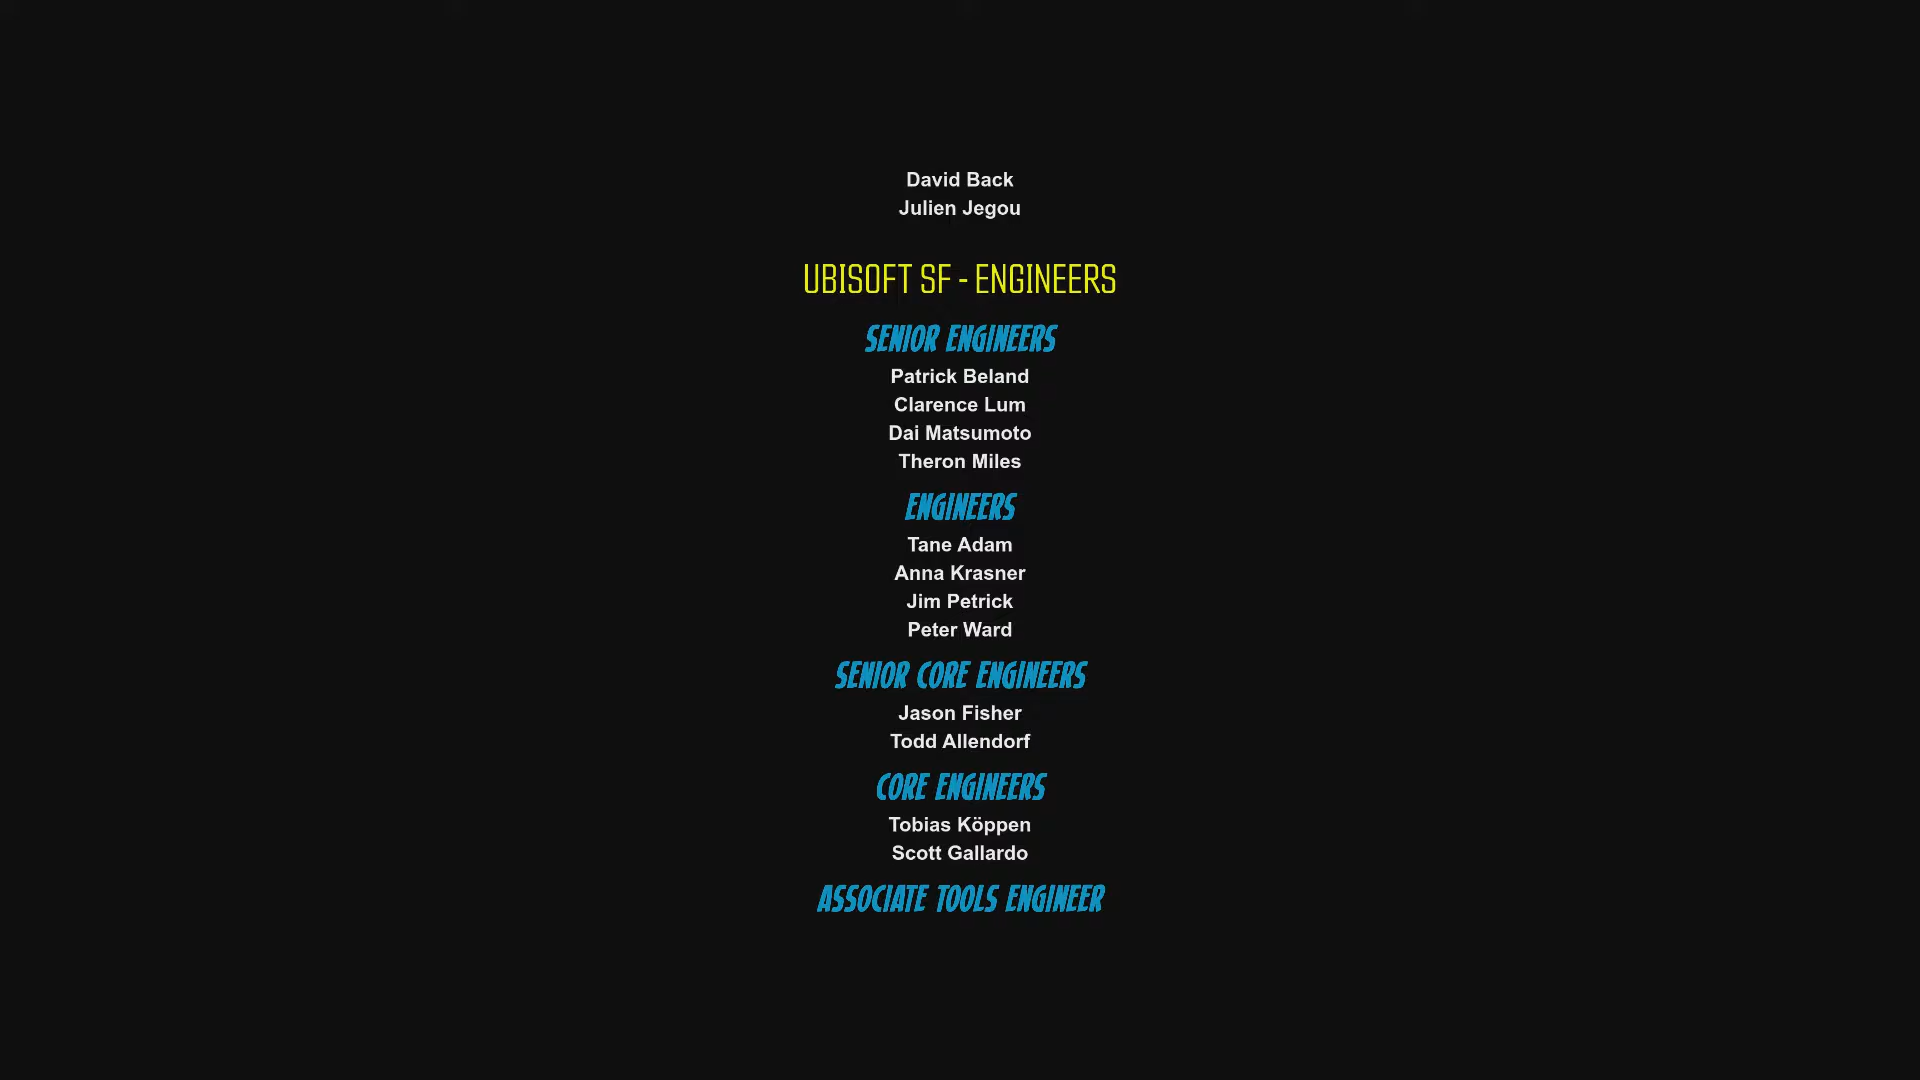 David Back
Julien Jegou
UBISOFT SF - ENGINEERS
SENIOR ENGINEERS
Patrick Beland
Clarence Lum
Dai Matsumoto
Theron Miles
ENGINEERS
Tane Adam
Anna Krasner
Jim Petrick
Peter Ward
SENIOR CORE ENGINEERS
Jason Fisher
Todd Allendorf
CORE ENGINEERS
Tobias Köppen
Scott Gallardo
ASSOCIATE TOOLS ENGINEER